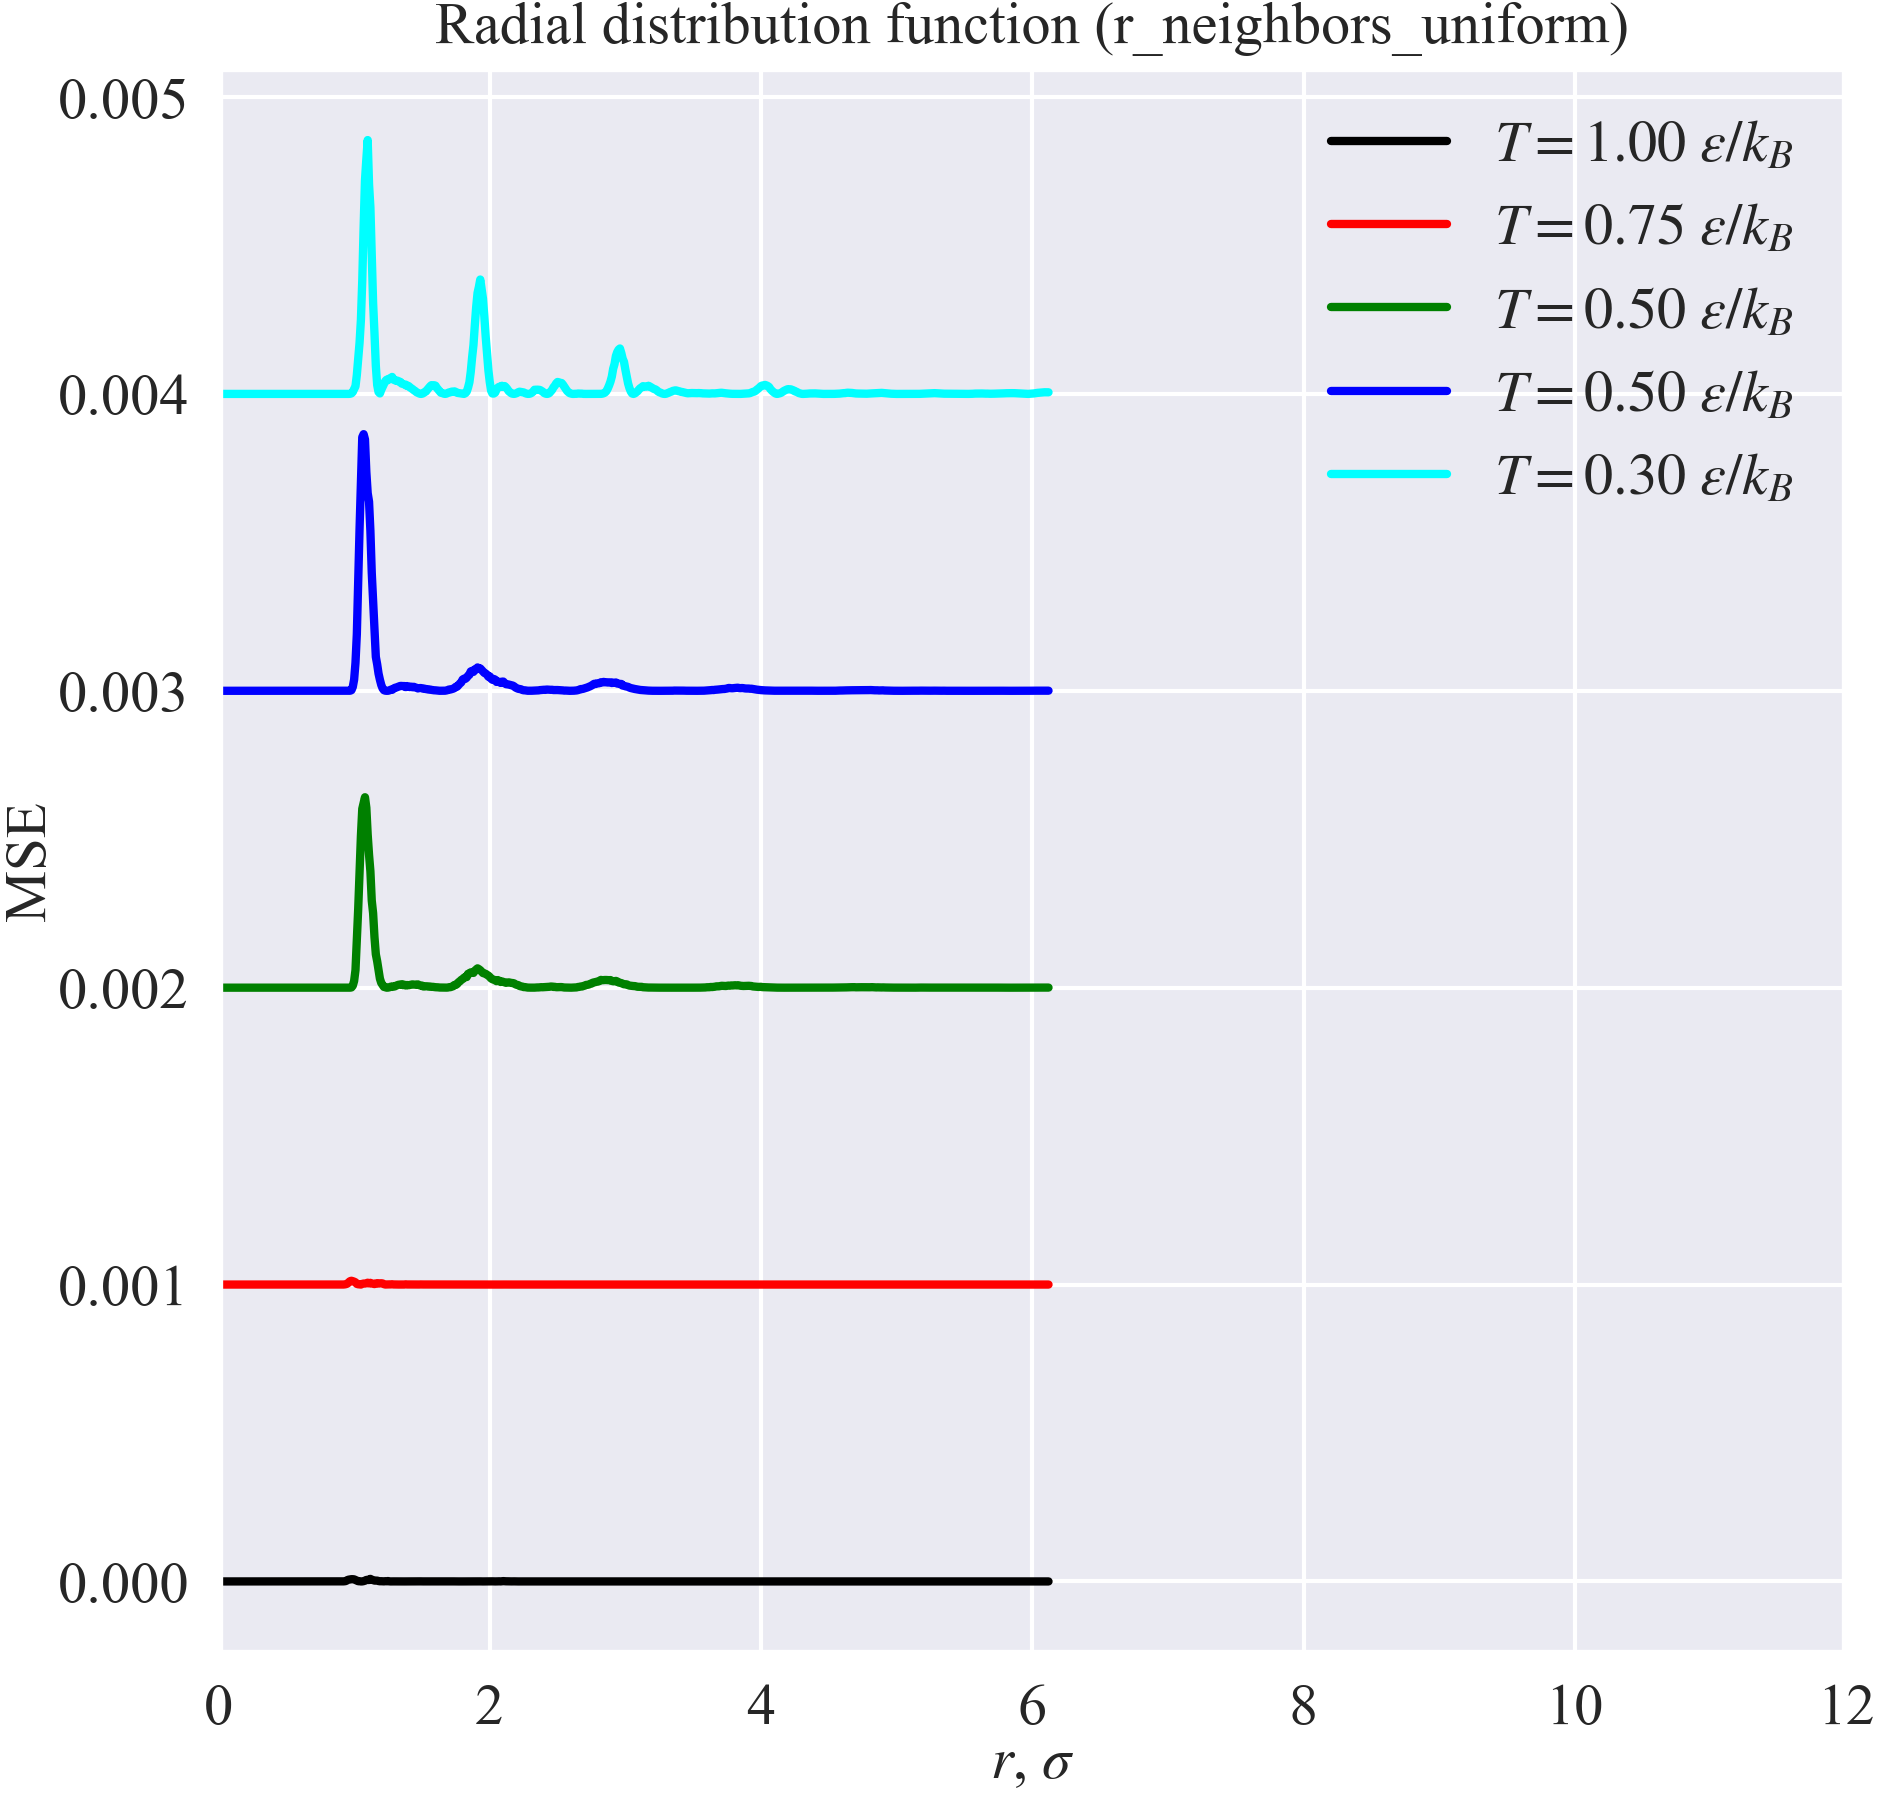 Radial distribution function (r_neighbors_uniform)
0.005
0.004
0.003
0.002
0.001
0.000
MSE
T = 1.00 ε/k_B
T = 0.75 ε/k_B
T = 0.50 ε/k_B
T = 0.50 ε/k_B
T = 0.30 ε/k_B
0 2 4 6 8 10 12
r, σ